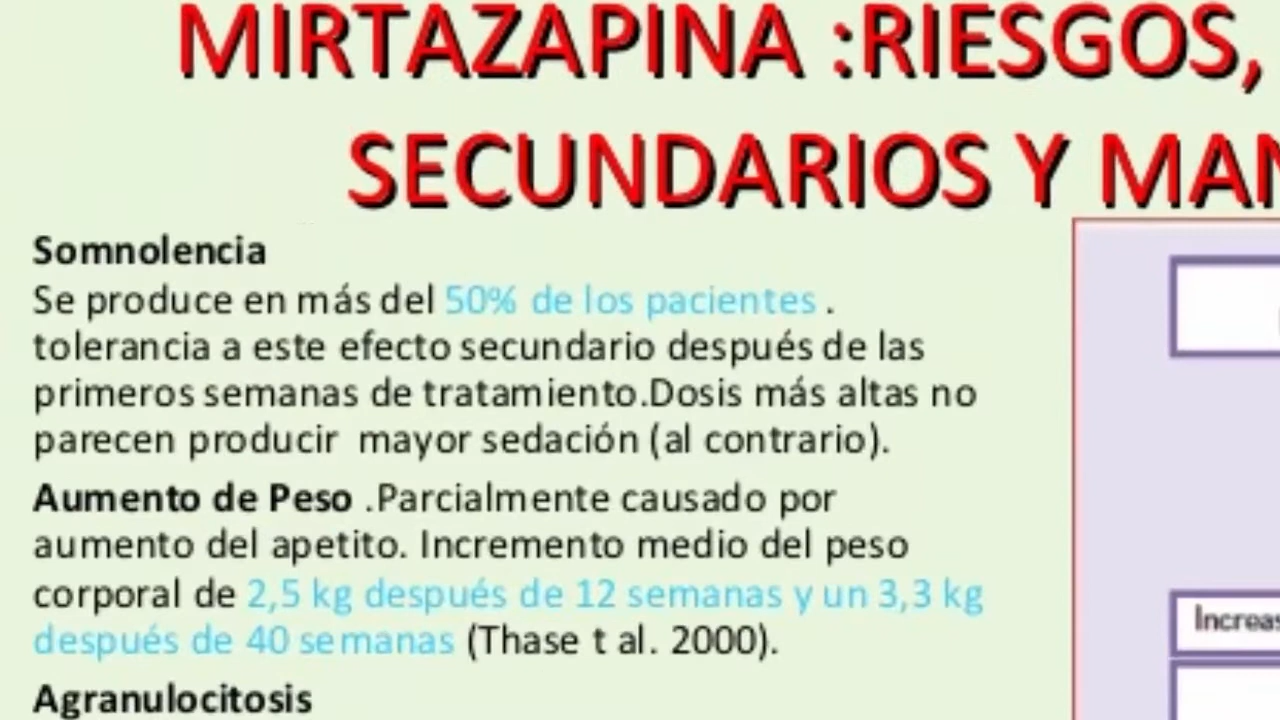 MIRTAZAPINA :RIESGOS,
SECUNDARIOS Y
Somnolencia
Se produce en más del 50% de los pacientes .
tolerancia a este efecto secundario después de las
primeros semanas de tratamiento.Dosis más altas no
parecen producir mayor sedación (al contrario).
Aumento de Peso .Parcialmente causado por
aumento del apetito. Incremento medio del peso
corporal de 2,5 kg después de 12 semanas y un 3,3 kg
después de 40 semanas (Thase t al. 2000).
Agranulocitosis